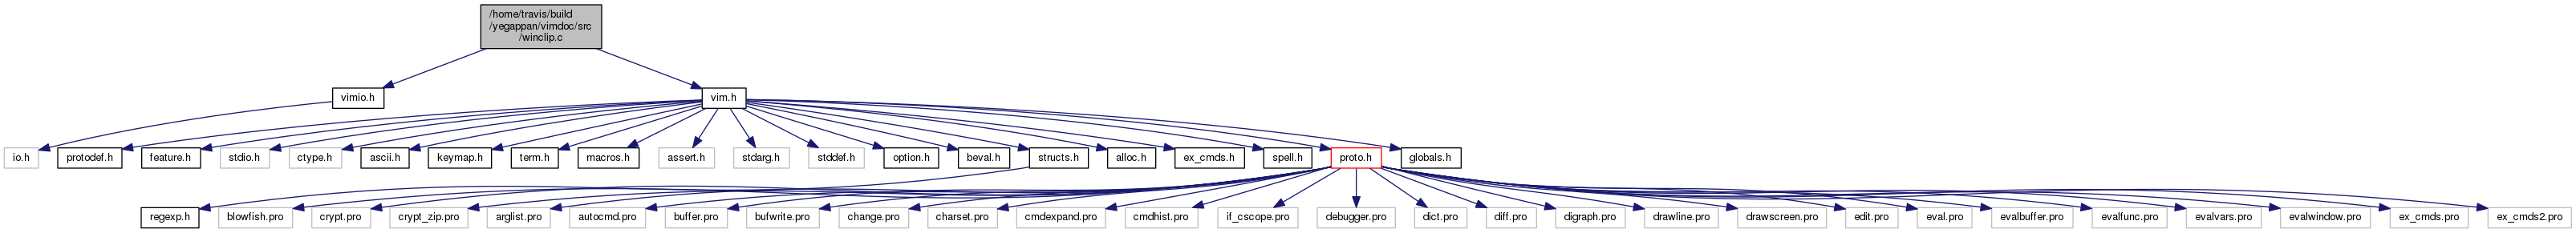 /home/travis/build
/yegappan/vimdoc/src
/winclip.c
vimio.h
vim.h
io.h
protodef.h
feature.h
stdio.h
ctype.h
ascii.h
keymap.h
term.h
macros.h
assert.h
stdarg.h
stddef.h
option.h
beval.h
structs.h
alloc.h
ex_cmds.h
spell.h
proto.h
globals.h
regexp.h
blowfish.pro
crypt.pro
crypt_zip.pro
arglist.pro
autocmd.pro
buffer.pro
bufwrite.pro
change.pro
charset.pro
cmdexpand.pro
cmdhist.pro
if_cscope.pro
debugger.pro
dict.pro
diff.pro
digraph.pro
drawline.pro
drawscreen.pro
edit.pro
eval.pro
evalbuffer.pro
evalfunc.pro
evalvars.pro
evalwindow.pro
ex_cmds.pro
ex_cmds2.pro